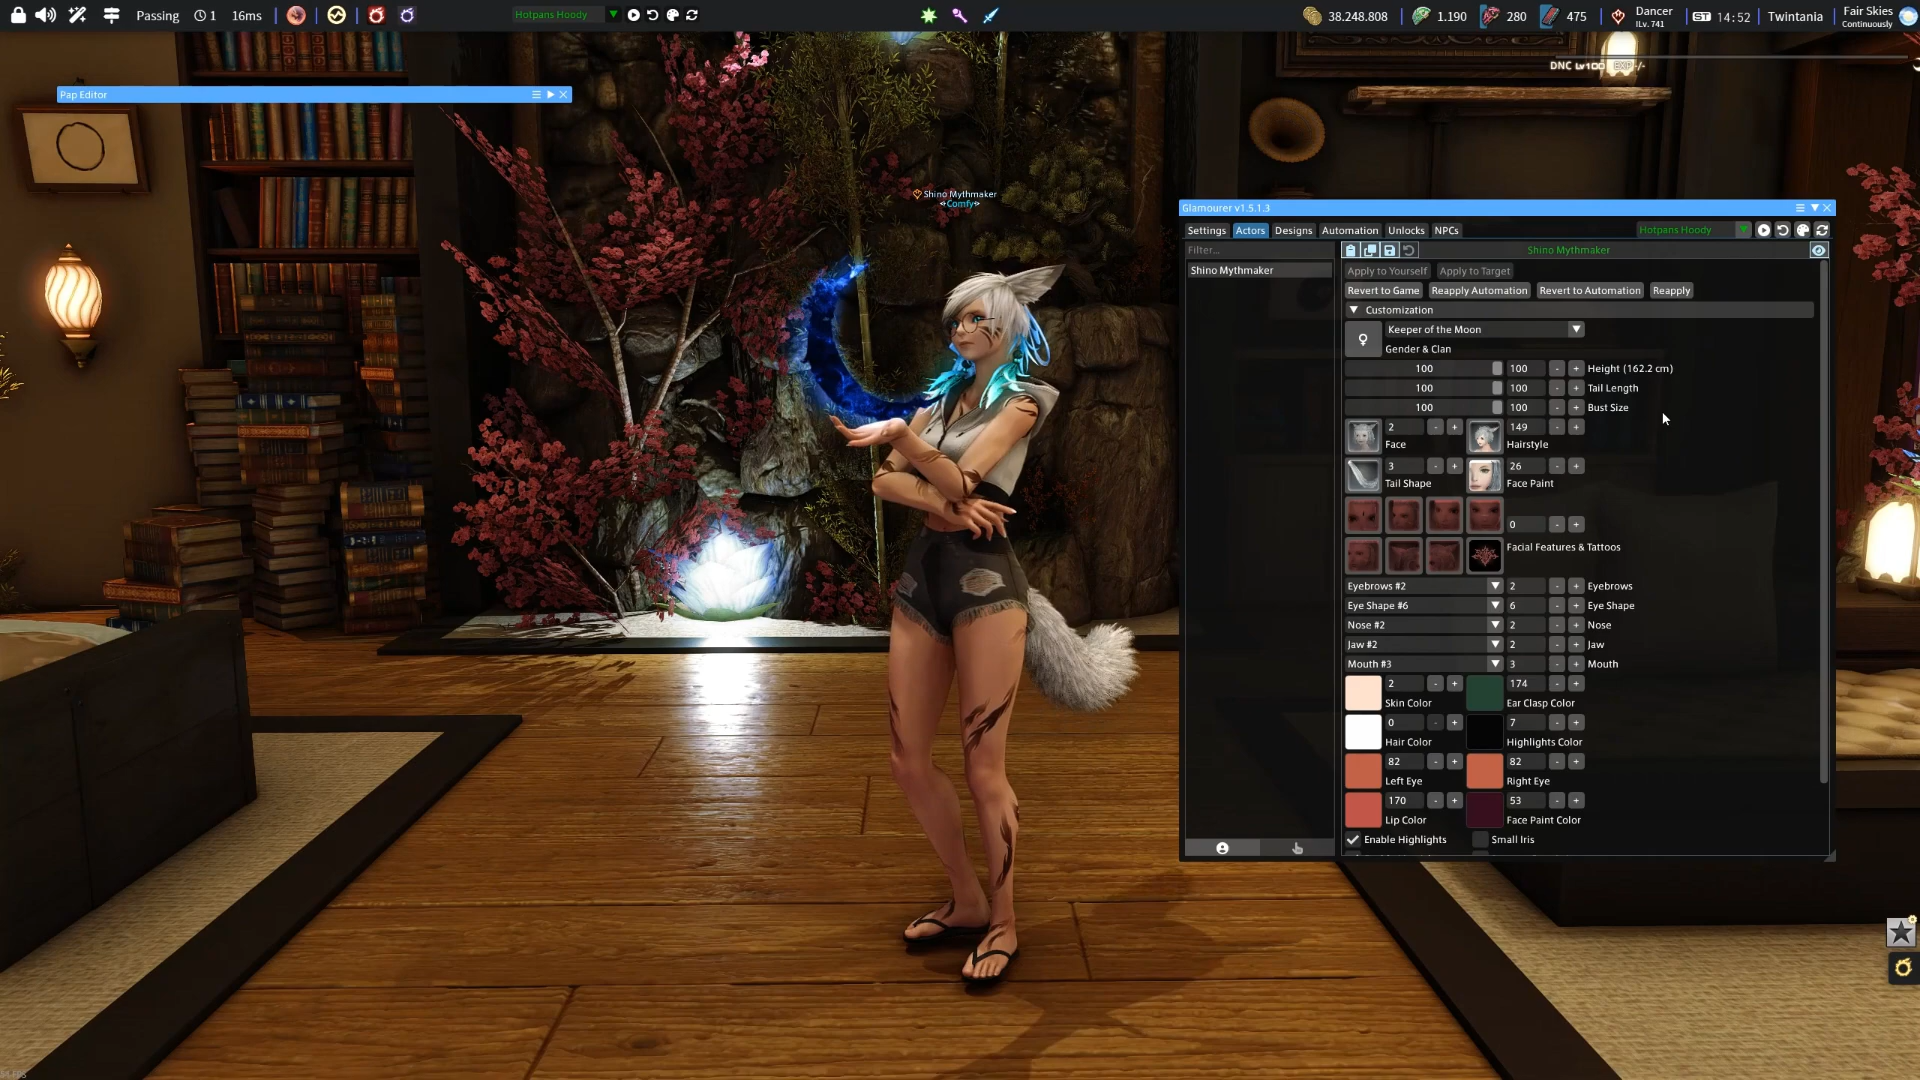 Passing
1
16ms
Hotpans Hoody
38.248.808
1.190
280
475
Dancer
ILv. 741
ST 14:52
Twintania
Fair Skies
Continuously
DNC Lv100 EXP -/-
Pap Editor
Shino Mythmaker
«Comfy»
Glamourer v1.5.1.3
Settings
Actors
Designs
Automation
Unlocks
NPCs
Hotpans Hoody
Filter...
Shino Mythmaker
Shino Mythmaker
Apply to Yourself
Apply to Target
Revert to Game
Reapply Automation
Revert to Automation
Reapply
Customization
Keeper of the Moon
Gender & Clan
100 100 - + Height (162.2 cm)
100 100 - + Tail Length
100 100 - + Bust Size
2 - + 149 - +
Face Hairstyle
3 - + 26 - +
Tail Shape Face Paint
0 - +
Facial Features & Tattoos
Eyebrows #2 2 - + Eyebrows
Eye Shape #6 6 - + Eye Shape
Nose #2 2 - + Nose
Jaw #2 2 - + Jaw
Mouth #3 3 - + Mouth
2 - + 174 - +
Skin Color Ear Clasp Color
0 - + 7 - +
Hair Color Highlights Color
82 - + 82 - +
Left Eye Right Eye
170 - + 53 - +
Lip Color Face Paint Color
Enable Highlights Small Iris